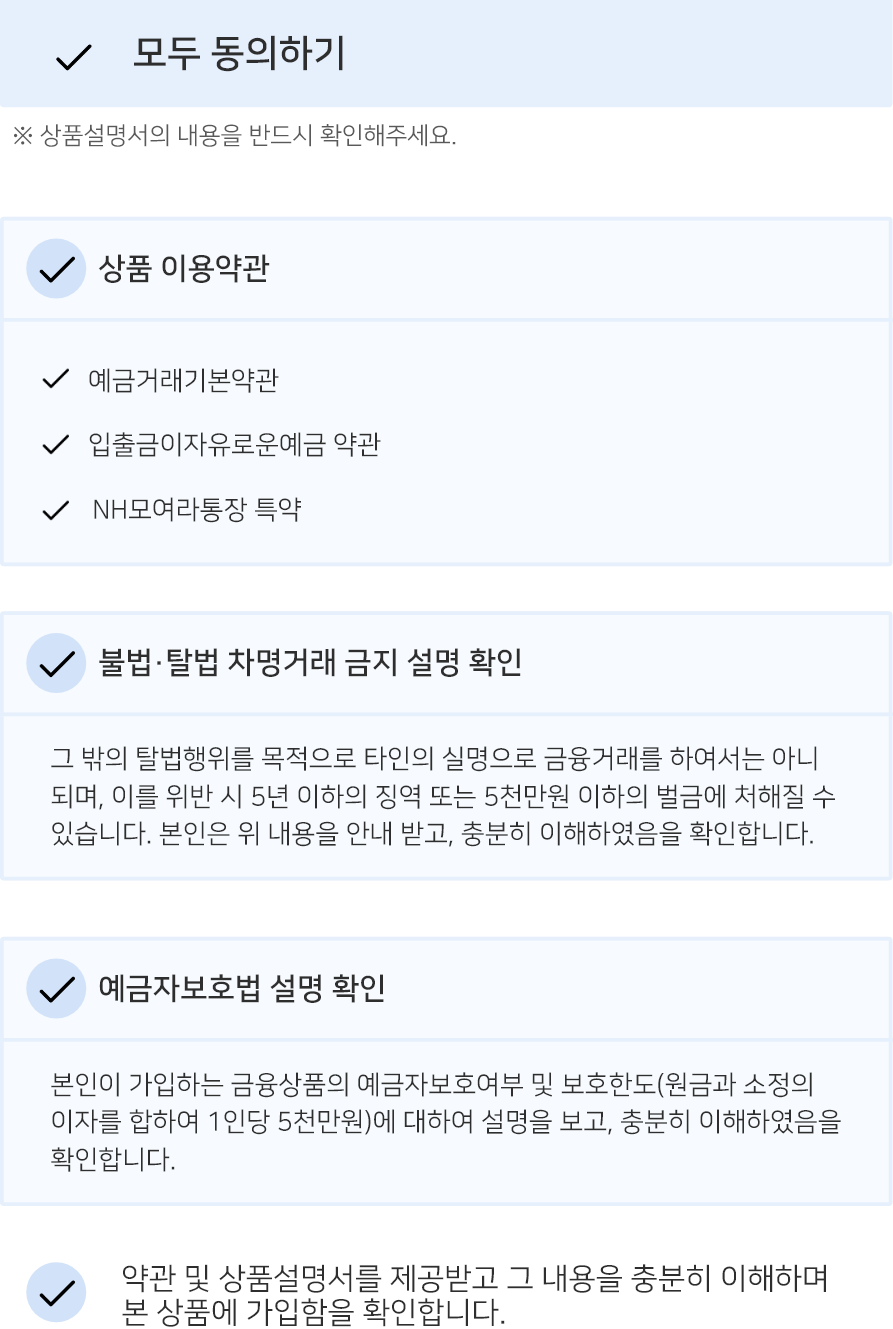 모두 동의하기
※ 상품설명서의 내용을 반드시 확인해주세요.
상품 이용약관
예금거래기본약관
입출금이자유로운예금 약관
NH모여라통장 특약
불법·탈법 차명거래 금지 설명 확인
그 밖의 탈법행위를 목적으로 타인의 실명으로 금융거래를 하여서는 아니
되며, 이를 위반 시 5년 이하의 징역 또는 5천만원 이하의 벌금에 처해질 수
있습니다. 본인은 위 내용을 안내 받고, 충분히 이해하였음을 확인합니다.
예금자보호법 설명 확인
본인이 가입하는 금융상품의 예금자보호여부 및 보호한도(원금과 소정의
이자를 합하여 1인당 5천만원)에 대하여 설명을 보고, 충분히 이해하였음을
확인합니다.
약관 및 상품설명서를 제공받고 그 내용을 충분히 이해하며
본 상품에 가입함을 확인합니다.